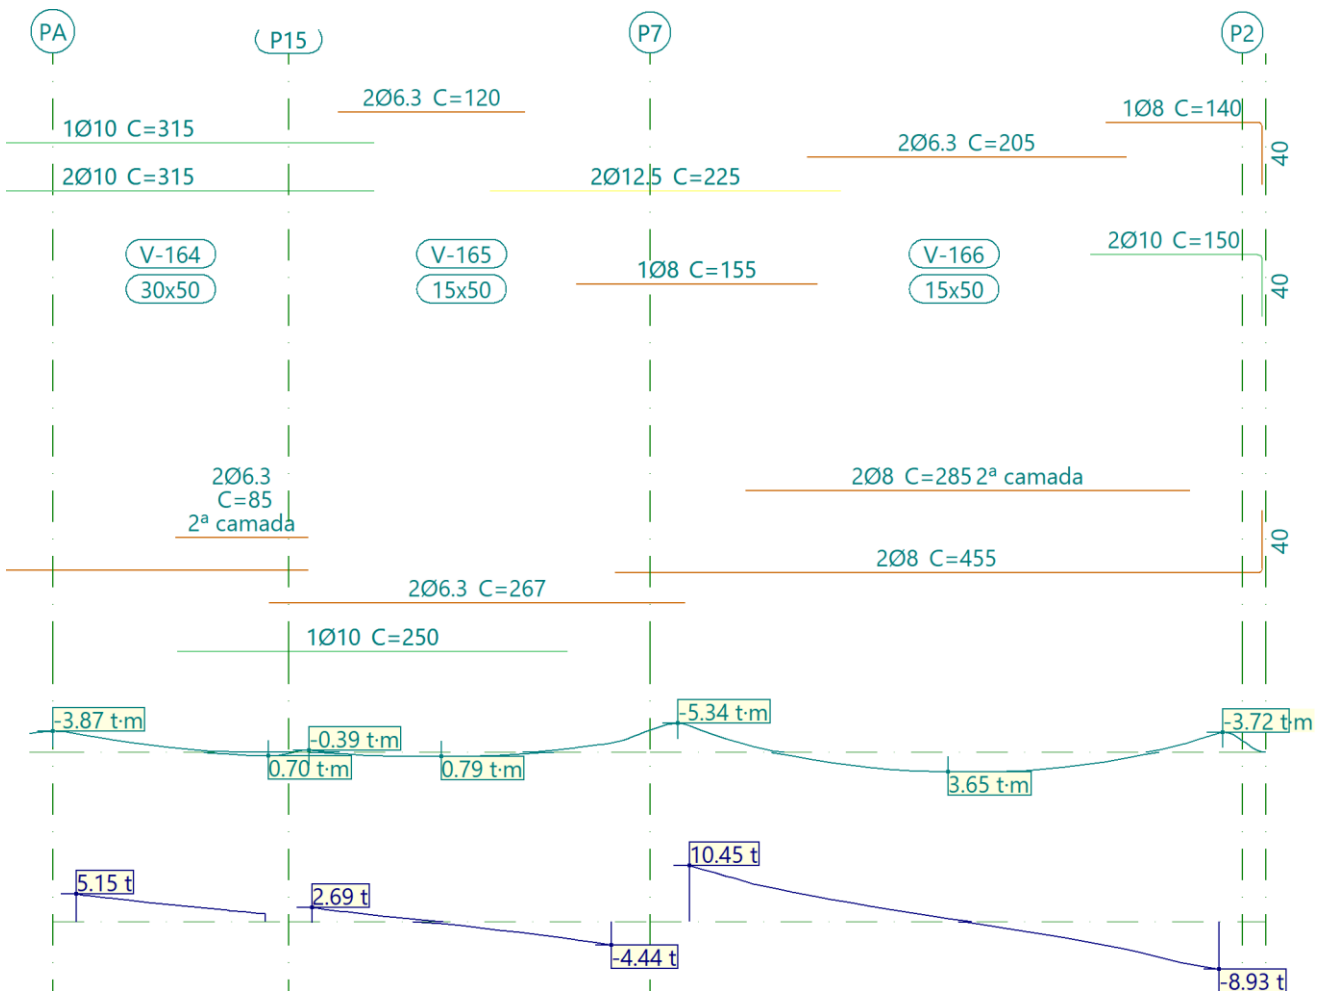 PA
P15
P7
P2
2Ø6.3 C=120
1Ø8 C=140
1Ø10 C=315
2Ø6.3 C=205
40
2Ø10 C=315
2Ø12.5 C=225
V-164
V-165
V-166
2Ø10 C=150
30x50
15x50
1Ø8 C=155
15x50
40
2Ø6.3
C=85
2ª camada
2Ø8 C=285 2ª camada
40
2Ø8 C=455
2Ø6.3 C=267
1Ø10 C=250
-3.87 t·m
-0.39 t·m
-5.34 t·m
-3.72 t·m
0.70 t·m
0.79 t·m
3.65 t·m
5.15 t
2.69 t
10.45 t
-4.44 t
-8.93 t